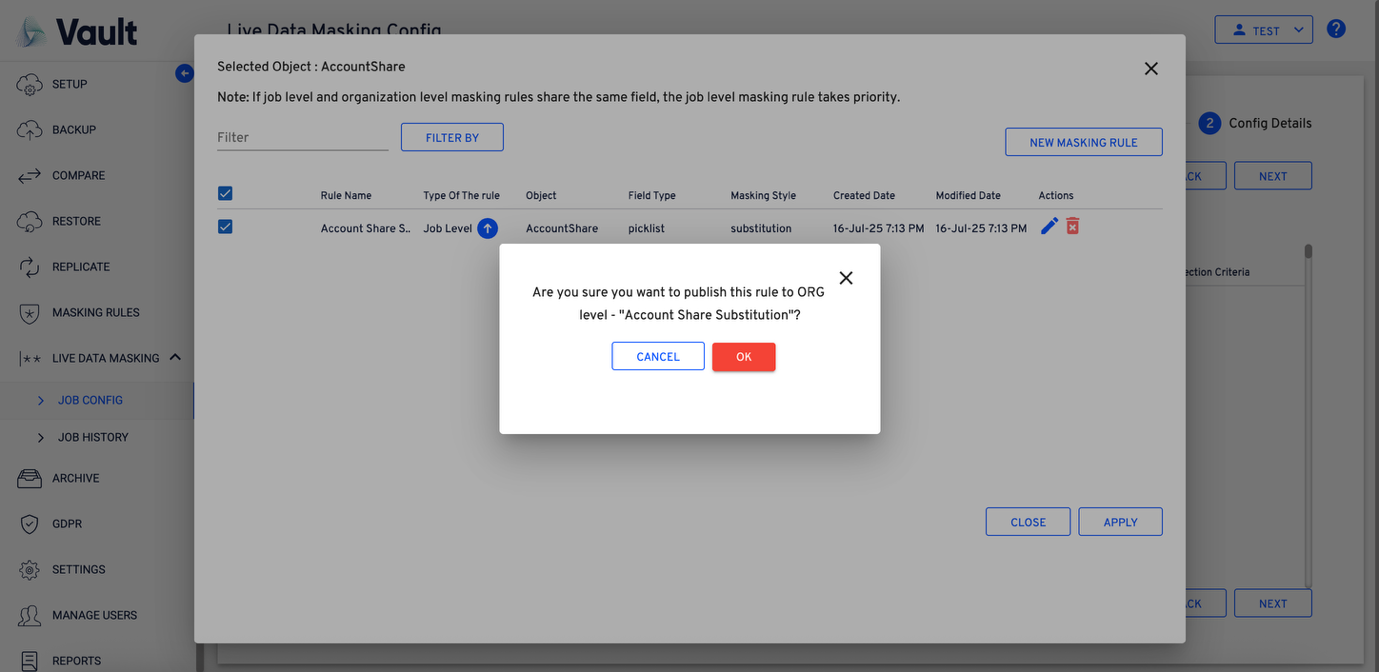 Vault
Live Data Masking Config
TEST
?
SETUP
BACKUP
COMPARE
RESTORE
REPLICATE
MASKING RULES
LIVE DATA MASKING
JOB CONFIG
JOB HISTORY
ARCHIVE
GDPR
SETTINGS
MANAGE USERS
REPORTS
Selected Object : AccountShare
Note: If job level and organization level masking rules share the same field, the job level masking rule takes priority.
Filter
FILTER BY
NEW MASKING RULE
Rule Name Type Of The rule Object Field Type Masking Style Created Date Modified Date Actions
Account Share S.. Job Level AccountShare picklist substitution 16-Jul-25 7:13 PM 16-Jul-25 7:13 PM
Are you sure you want to publish this rule to ORG
level - "Account Share Substitution"?
CANCEL OK
CLOSE APPLY
2 Config Details
CK NEXT
ection Criteria
CK NEXT